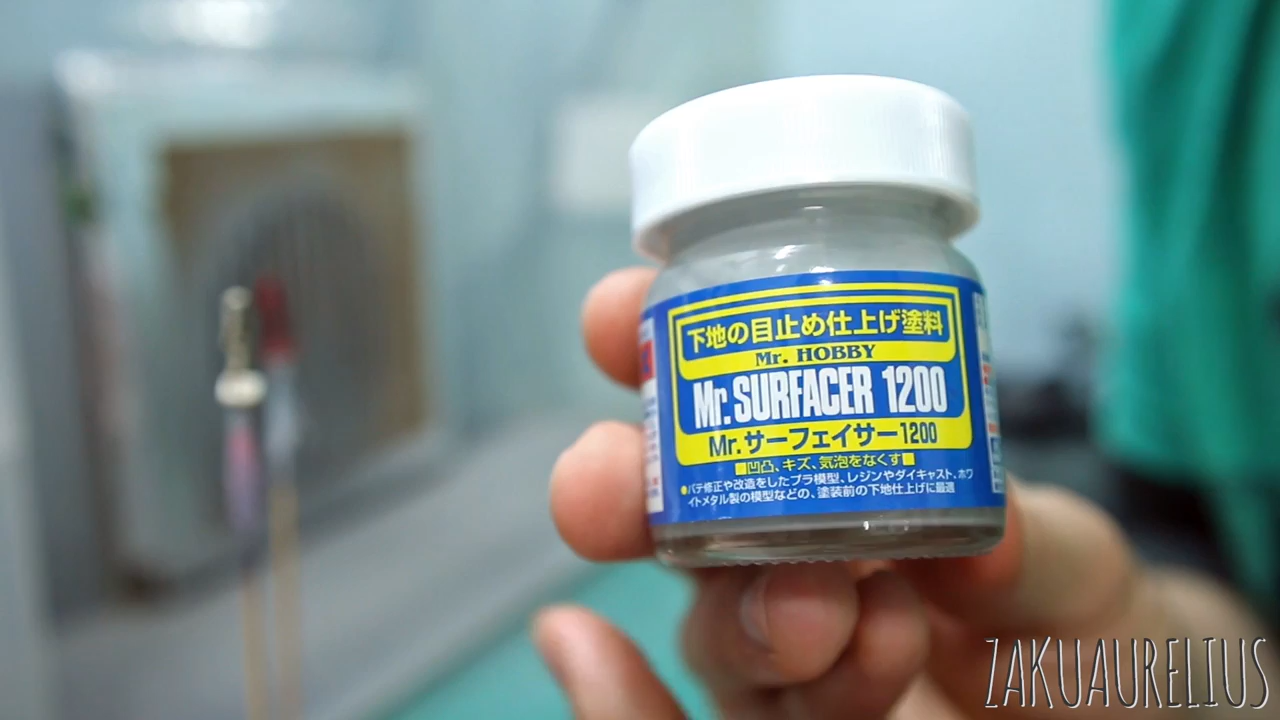 下地の目止め仕上げ塗料
Mr. HOBBY
Mr.SURFACER 1200
Mr.サーフェイサー1200
■凹凸、キズ、気泡をなくす■
●パテ修正や改造をしたプラ模型、レジンやダイキャスト、ホワ
イトメタル製の模型などの、塗装前の下地仕上げに最適
ZAKUAURELIUS